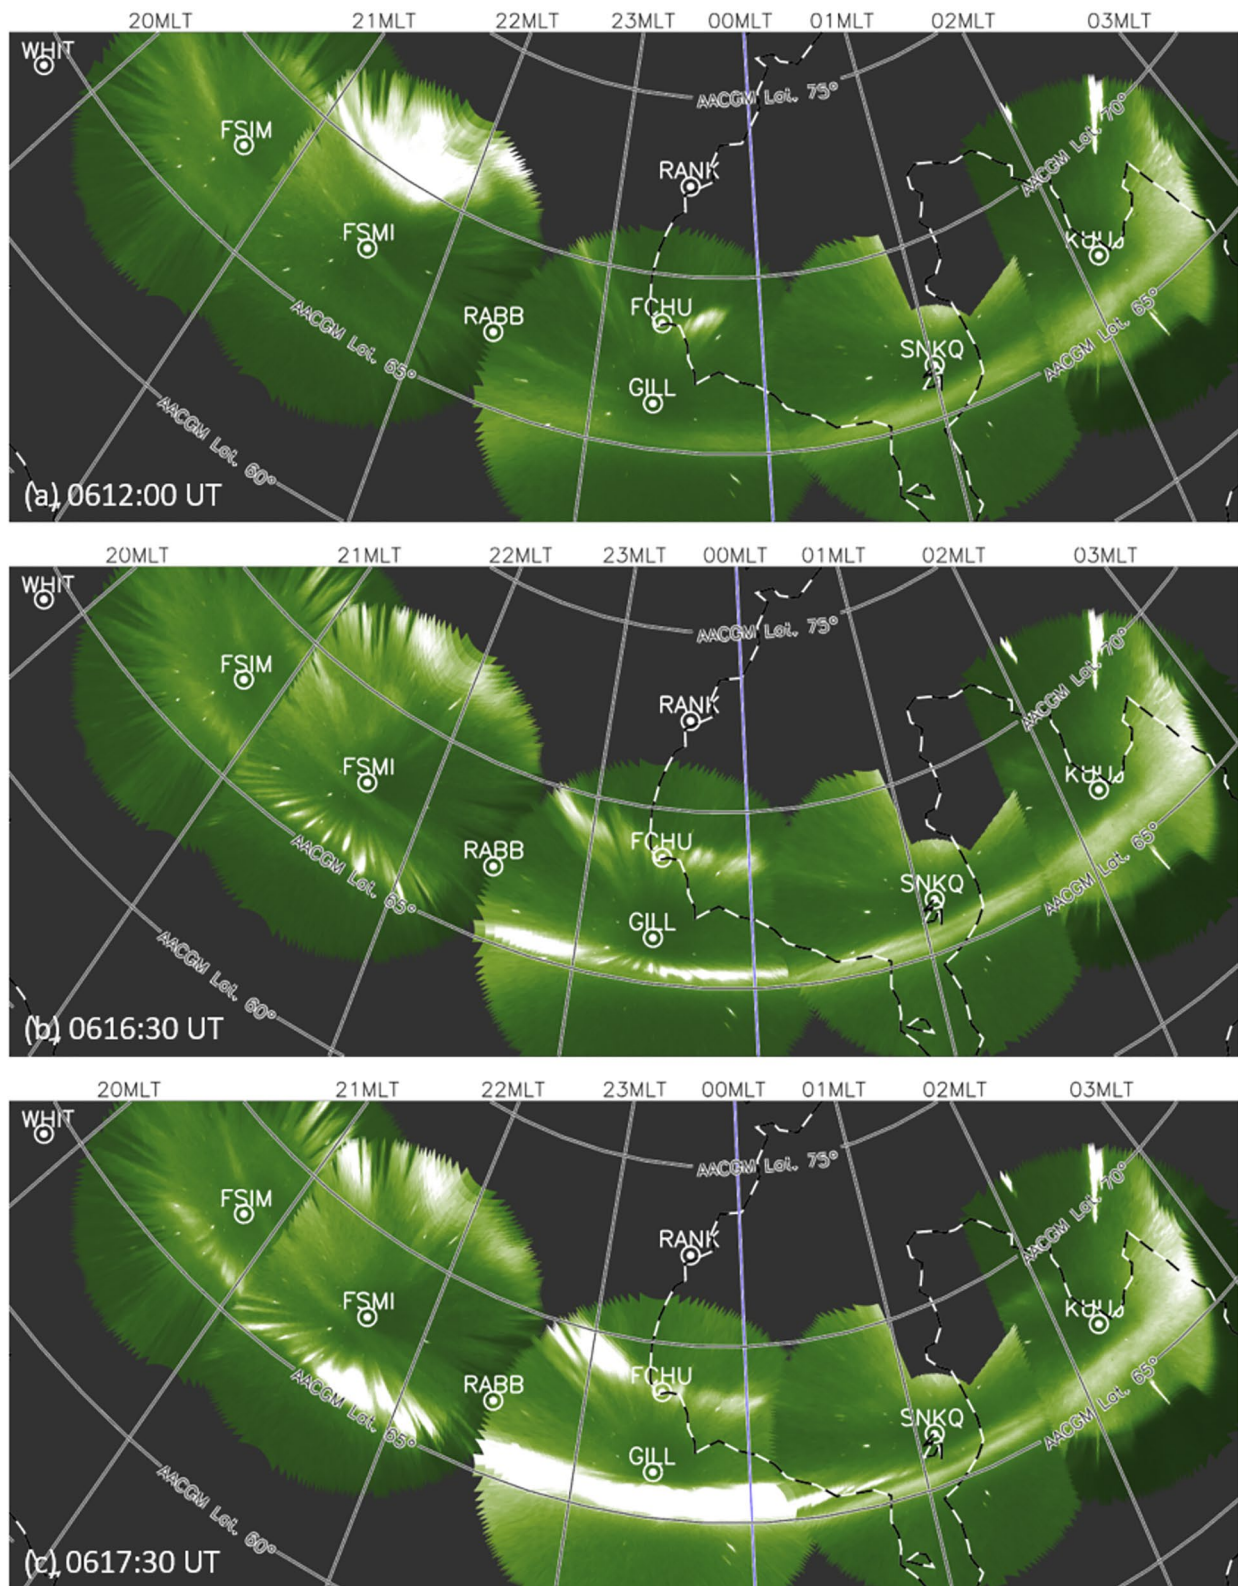 20MLT 21MLT 22MLT 23MLT 00MLT 01MLT 02MLT 03MLT
WHIT
AACGM Lat. 75°
AACGM Lat. 70°
FSIM
RANK
FSMI
KUUJ
RABB
FCHU
AACGM Lat. 65°
AACGM Lat. 65°
SNKQ
GILL
AACGM Lat. 60°
(a) 0612:00 UT
20MLT 21MLT 22MLT 23MLT 00MLT 01MLT 02MLT 03MLT
WHIT
AACGM Lat. 75°
AACGM Lat. 70°
FSIM
RANK
FSMI
KUUJ
RABB
FCHU
AACGM Lat. 65°
AACGM Lat. 65°
SNKQ
GILL
AACGM Lat. 60°
(b) 0616:30 UT
20MLT 21MLT 22MLT 23MLT 00MLT 01MLT 02MLT 03MLT
WHIT
AACGM Lat. 75°
AACGM Lat. 70°
FSIM
RANK
FSMI
KUUJ
RABB
FCHU
AACGM Lat. 65°
AACGM Lat. 65°
SNKQ
GILL
AACGM Lat. 60°
(c) 0617:30 UT